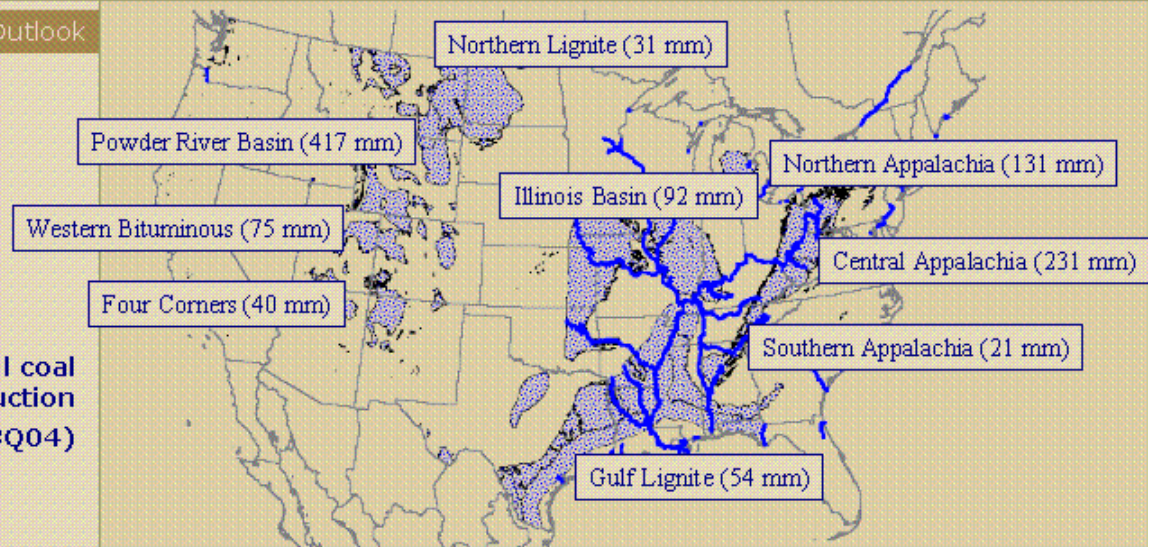 Outlook
Northern Lignite (31 mm)
Powder River Basin (417 mm)
Northern Appalachia (131 mm)
Illinois Basin (92 mm)
Western Bituminous (75 mm)
Central Appalachia (231 mm)
Four Corners (40 mm)
Southern Appalachia (21 mm)
l coal
uction
Q04)
Gulf Lignite (54 mm)